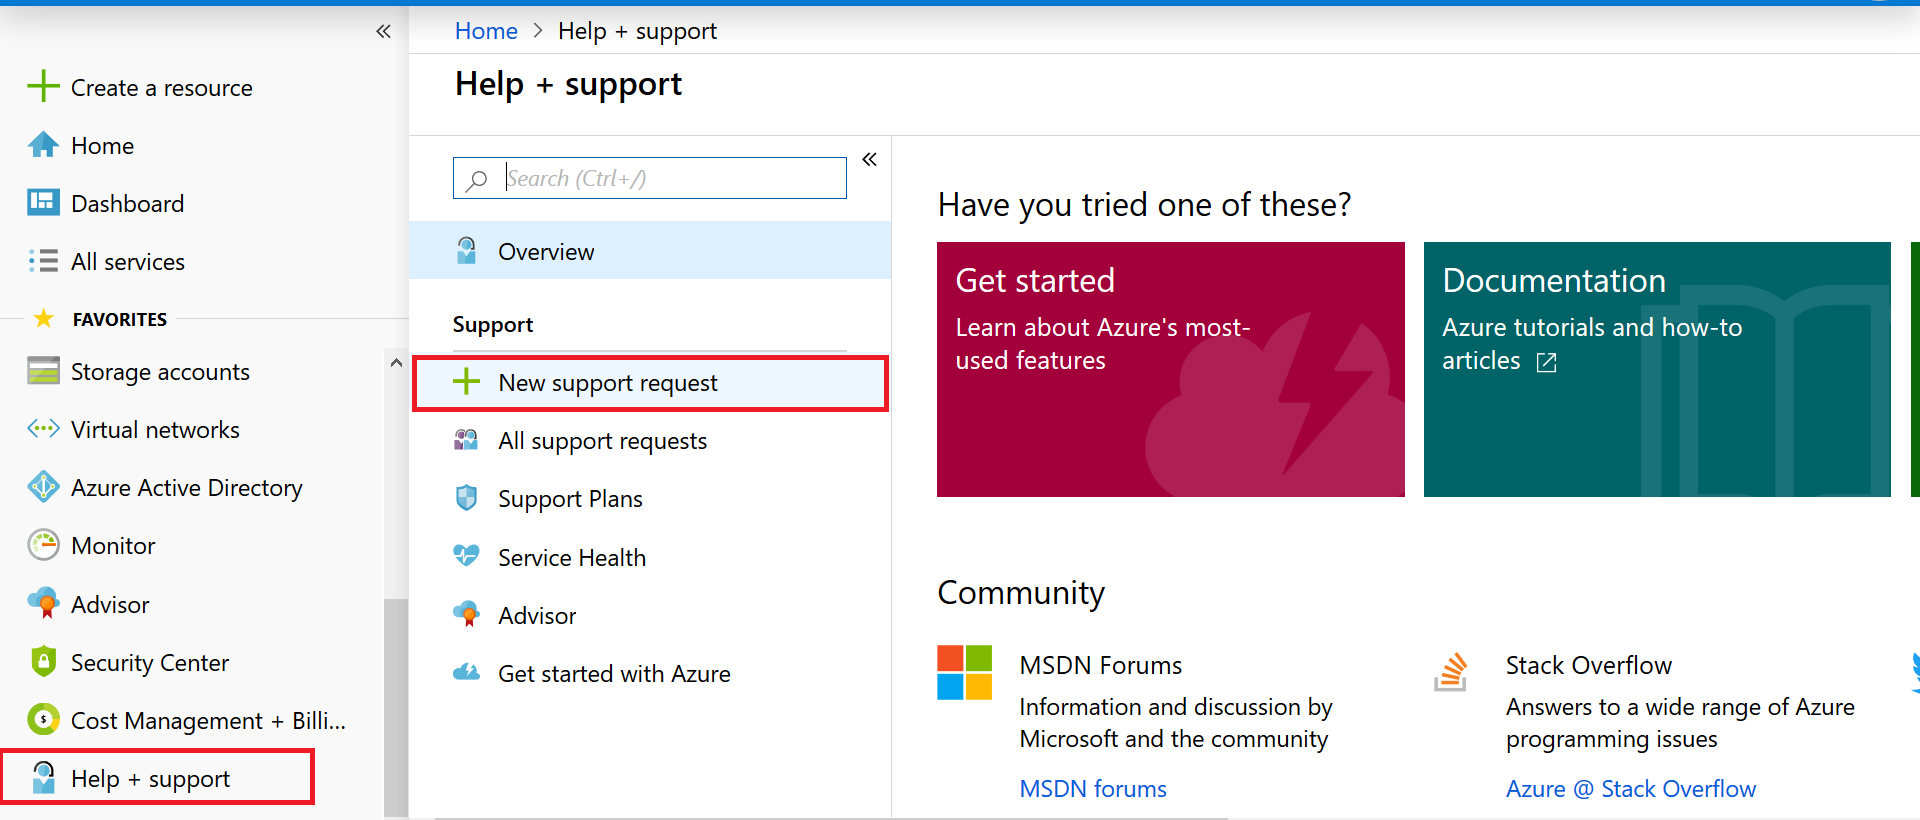 Create a resource
Home
Dashboard
All services
FAVORITES
Storage accounts
Virtual networks
Azure Active Directory
Monitor
Advisor
Security Center
Cost Management + Billi...
Help + support
Home > Help + support
Help + support
Search (Ctrl+/)
Overview
Support
New support request
All support requests
Support Plans
Service Health
Advisor
Get started with Azure
Have you tried one of these?
Get started
Learn about Azure's most-
used features
Documentation
Azure tutorials and how-to
articles
Community
MSDN Forums
Information and discussion by
Microsoft and the community
MSDN forums
Stack Overflow
Answers to a wide range of Azure
programming issues
Azure @ Stack Overflow